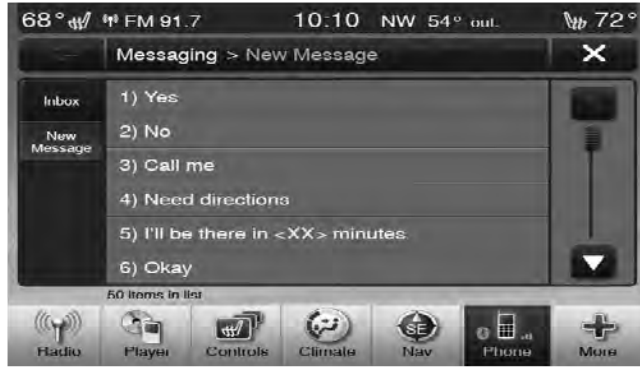 68° FM 91.7 10:10 NW 54° out. 72°
Messaging > New Message
Inbox
New
Message
1) Yes
2) No
3) Call me
4) Need directions
5) I'll be there in <XX> minutes
6) Okay
50 items in list
Radio Player Controls Climate SE Nav Phone More